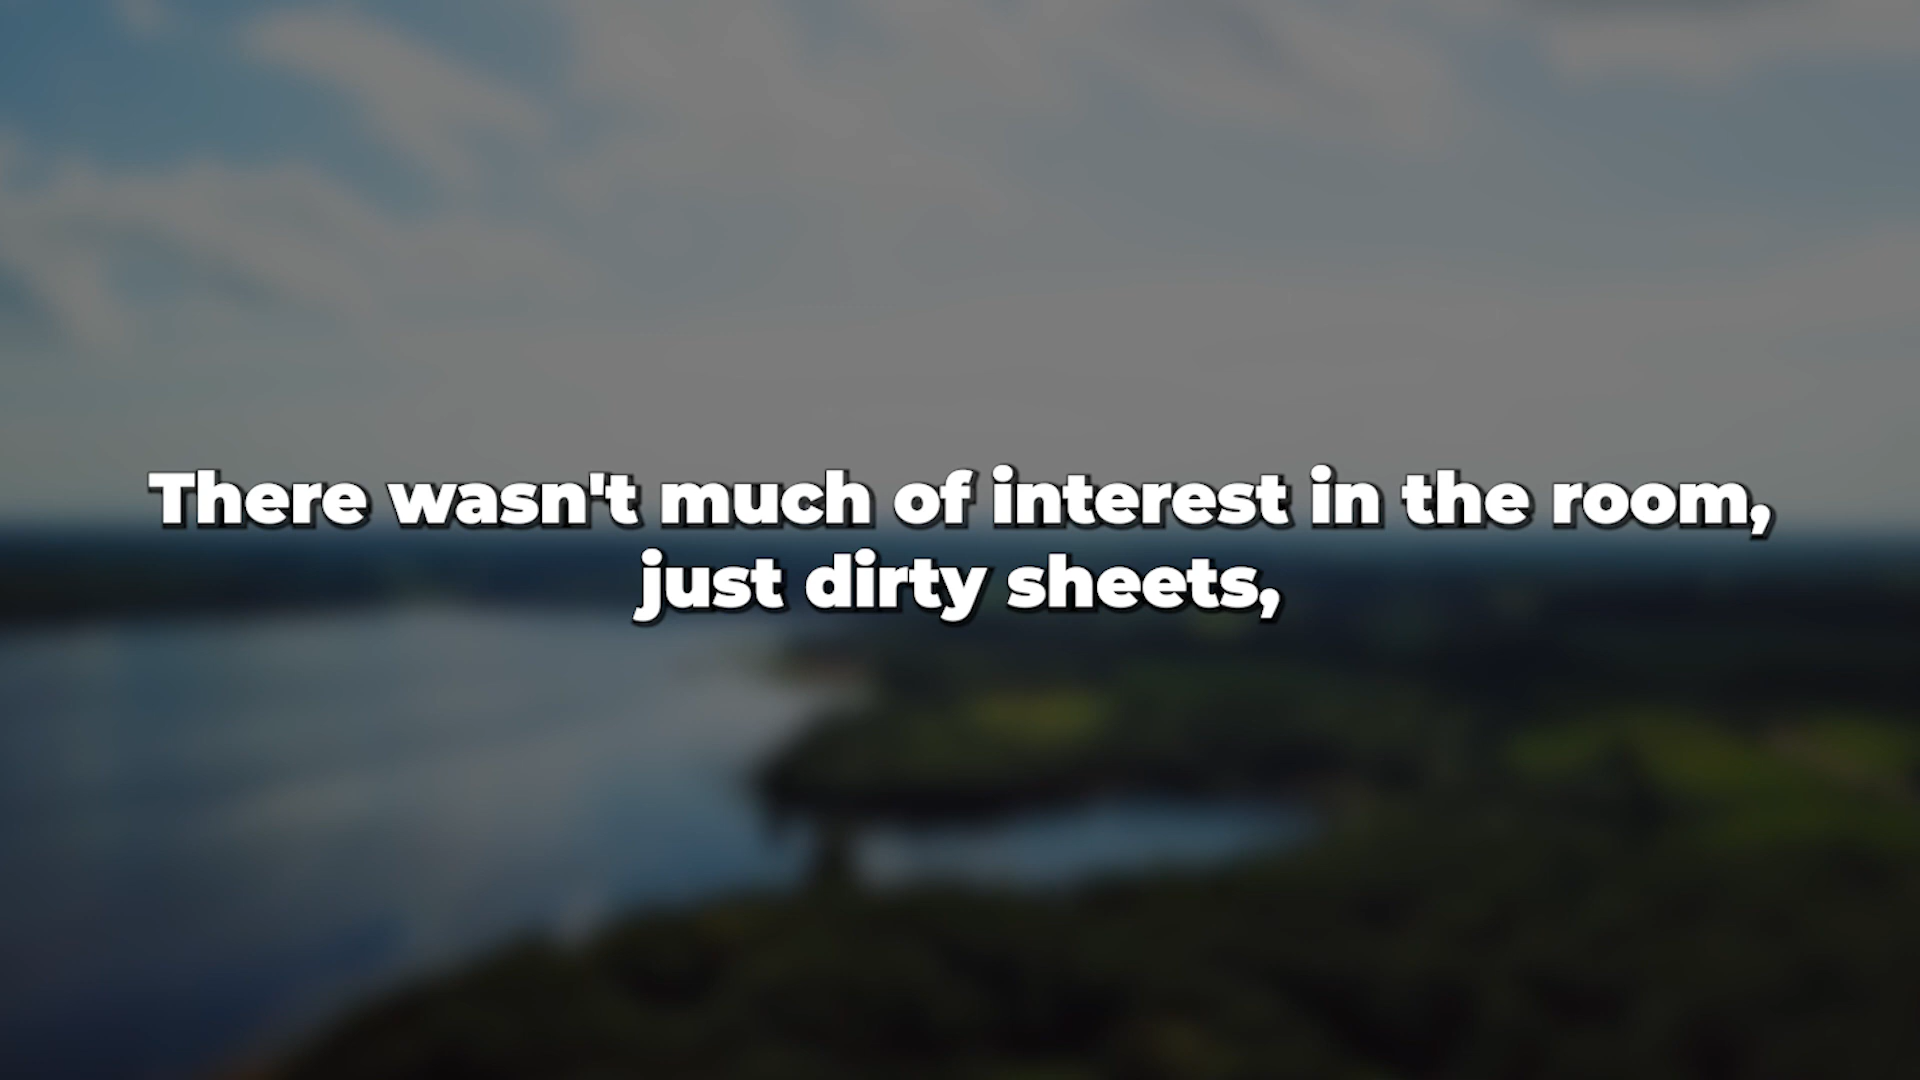 There wasn't much of interest in the room,
just dirty sheets,